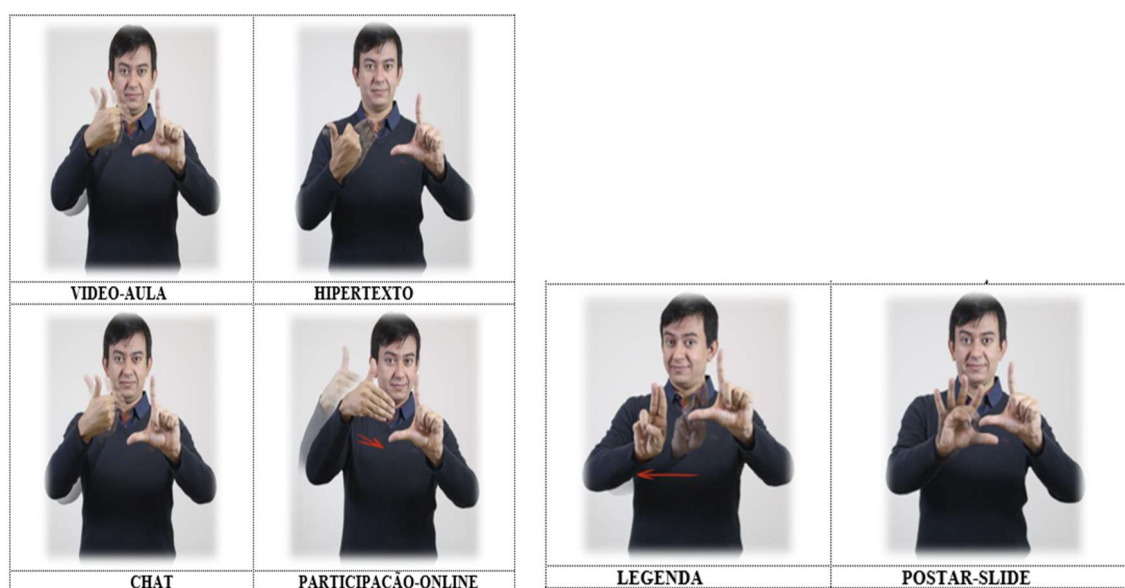 VIDEO-AULA
HIPERTEXTO
CHAT
PARTICIPAÇÃO-ONLINE
LEGENDA
POSTAR-SLIDE